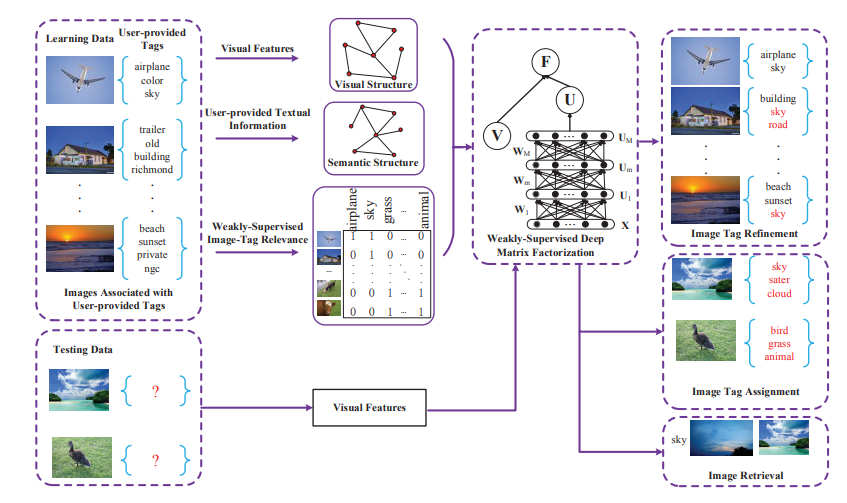 Learning Data
User-provided
Tags
airplane
color
sky
trailer
old
building
richmond
beach
sunset
private
ngc
Images Associated with
User-provided Tags
Testing Data
?
?
Visual Features
User-provided Textual
Information
Weakly-Supervised
Image-Tag Relevance
Visual Structure
Semantic Structure
airplane sky grass ... animal
1 1 0 ... 0
0 1 0 ... 0
0 0 1 ... 1
0 0 1 ... 1
Visual Features
F
U
V
U_M
W_M
U_m
W_m
U_1
W_1
X
Weakly-Supervised Deep
Matrix Factorization
airplane
sky
building
sky
road
beach
sunset
sky
Image Tag Refinement
sky
sater
cloud
bird
grass
animal
Image Tag Assignment
sky
Image Retrieval